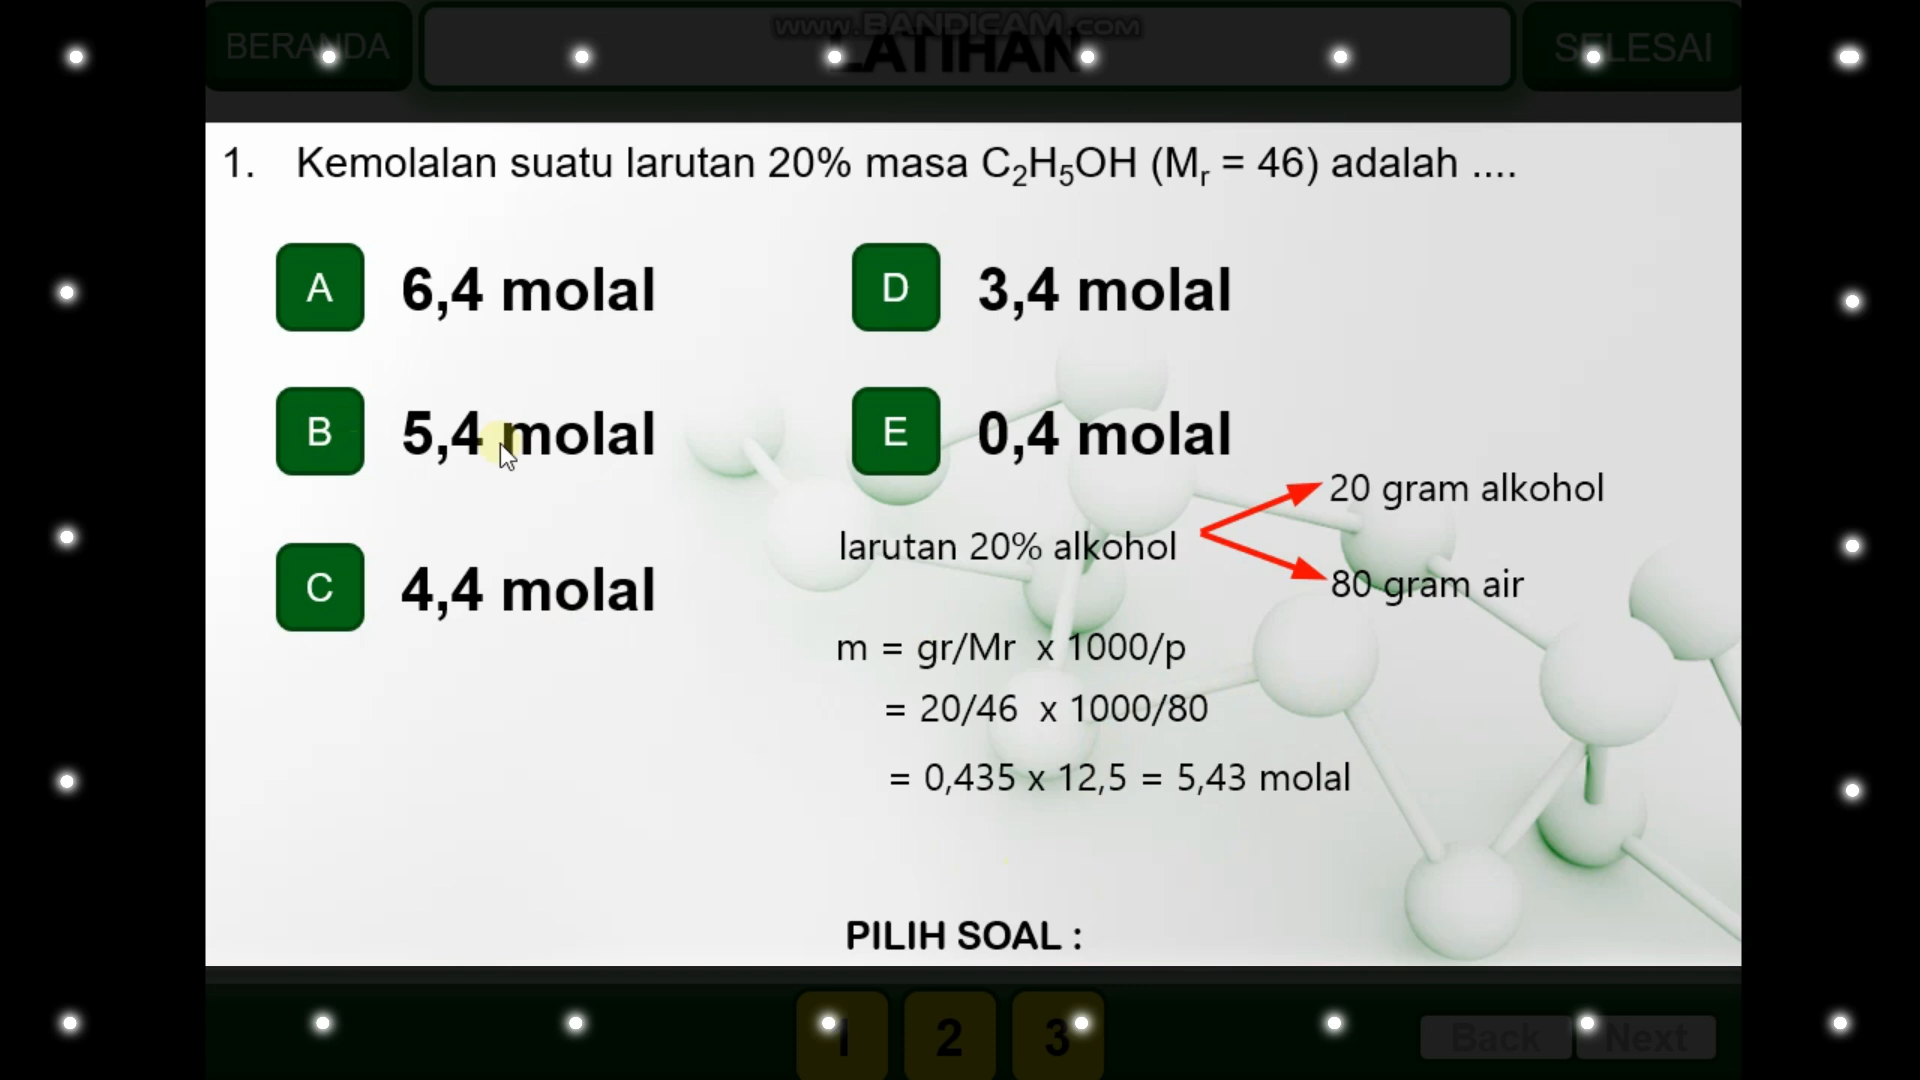 www.BANDICAM.com
BERANDA
LATIHAN
SELESAI
1. Kemolalan suatu larutan 20% masa C₂H₅OH (Mᵣ = 46) adalah ....
A 6,4 molal
D 3,4 molal
B 5,4 molal
E 0,4 molal
C 4,4 molal
larutan 20% alkohol
20 gram alkohol
80 gram air
m = gr/Mr x 1000/p
= 20/46 x 1000/80
= 0,435 x 12,5 = 5,43 molal
PILIH SOAL :
1 2 3
Back Next